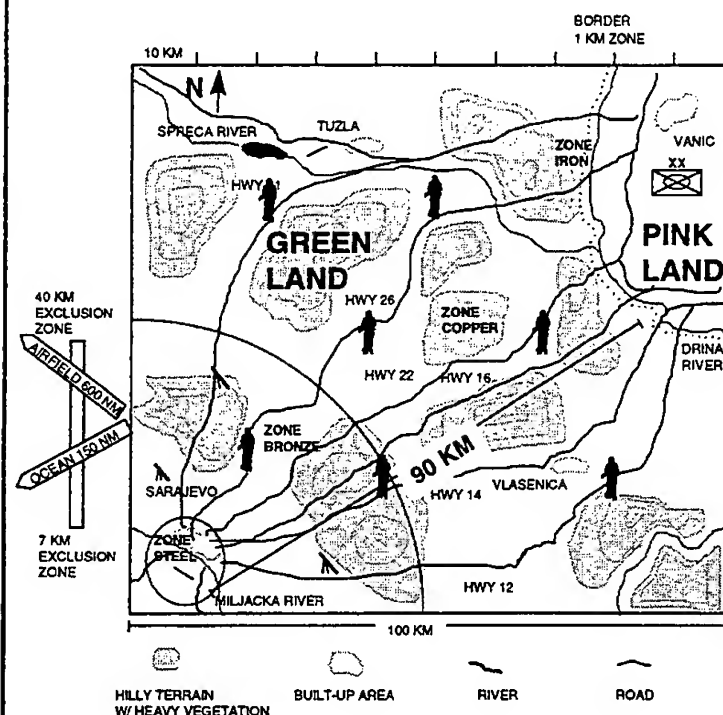 BORDER
1 KM ZONE
10 KM
N
SPRECA RIVER
TUZLA
ZONE
IRON
VANIC
XX
HWY
GREEN
LAND
PINK
LAND
40 KM
EXCLUSION
ZONE
HWY 26
ZONE
COPPER
DRINA
RIVER
AIRFIELD 600 NM
HWY 22
HWY 16
ZONE
BRONZE
90 KM
OCEAN 150 NM
SARAJEVO
HWY 14
VLASENICA
7 KM
EXCLUSION
ZONE
ZONE
STEEL
HWY 12
MILJACKA RIVER
100 KM
HILLY TERRAIN
W/ HEAVY VEGETATION
BUILT-UP AREA
RIVER
ROAD